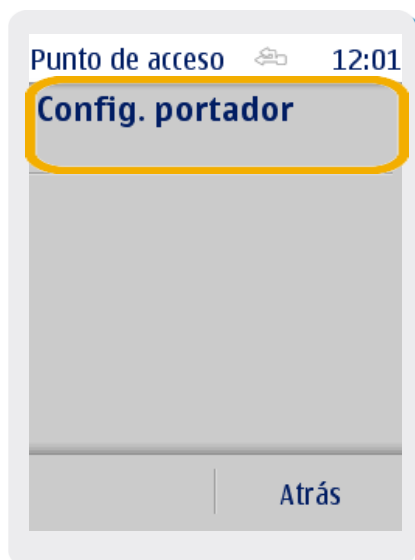 Punto de acceso 12:01
Config. portador
Atrás